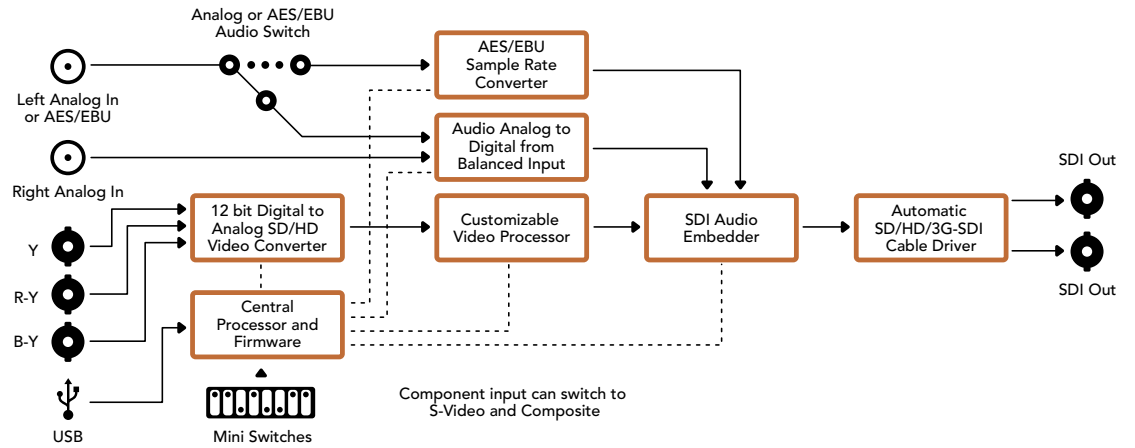 Analog or AES/EBU
Audio Switch
Left Analog In
or AES/EBU
Right Analog In
AES/EBU
Sample Rate
Converter
Audio Analog to
Digital from
Balanced Input
12 bit Digital to
Analog SD/HD
Video Converter
Customizable
Video Processor
SDI Audio
Embedder
Automatic
SD/HD/3G-SDI
Cable Driver
SDI Out
SDI Out
Y
R-Y
B-Y
Central
Processor and
Firmware
USB
Mini Switches
Component input can switch to
S-Video and Composite